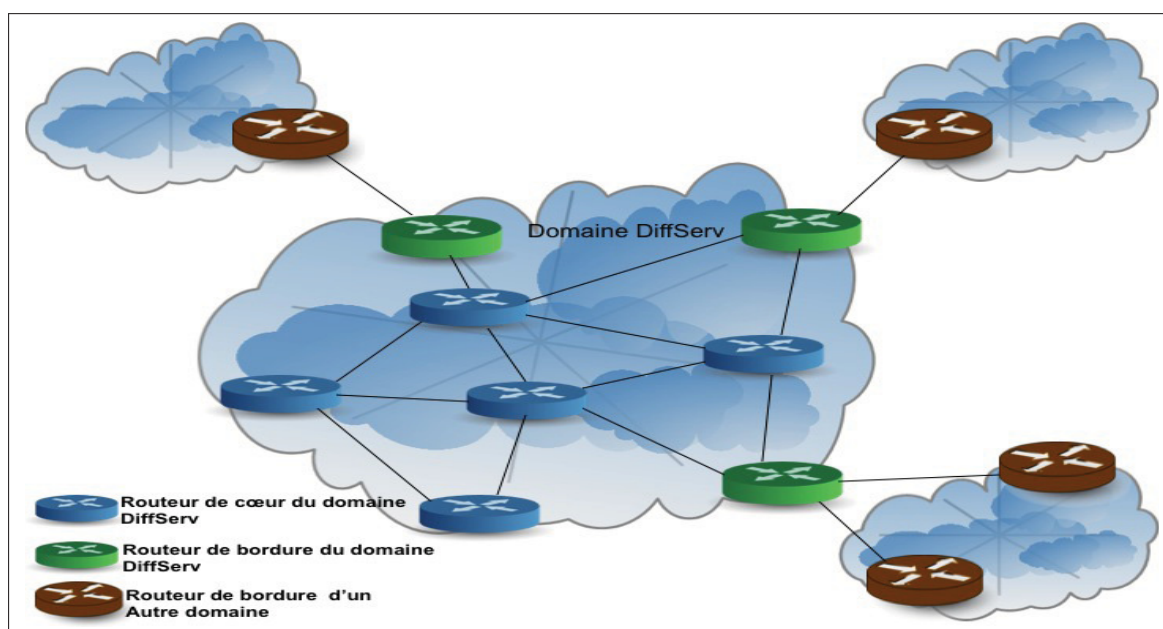 Domaine DiffServ
Routeur de cœur du domaine
DiffServ
Routeur de bordure du domaine
DiffServ
Routeur de bordure d'un
Autre domaine